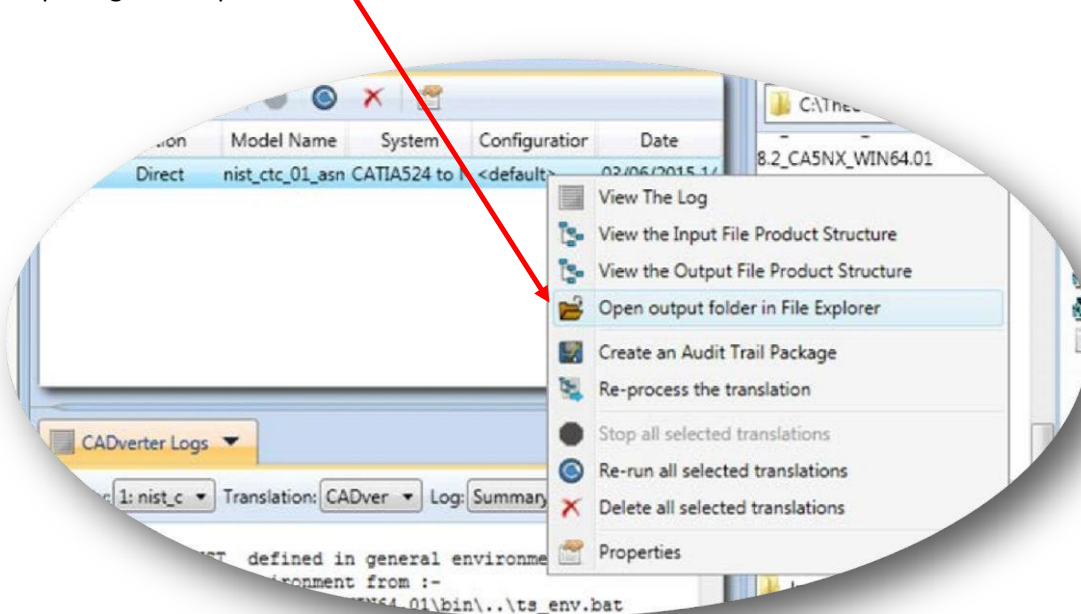 Model Name System Configuratior Date
Direct nist_ctc_01_asn CATIA524 to <default>
8.2_CA5NX_WIN64.01
View The Log
View the Input File Product Structure
View the Output File Product Structure
Open output folder in File Explorer
Create an Audit Trail Package
Re-process the translation
Stop all selected translations
Re-run all selected translations
Delete all selected translations
Properties
CADverter Logs
1: nist_c Translation: CADver Log: Summary
defined in general environme
from :-
.01\bin\..\ts_env.bat